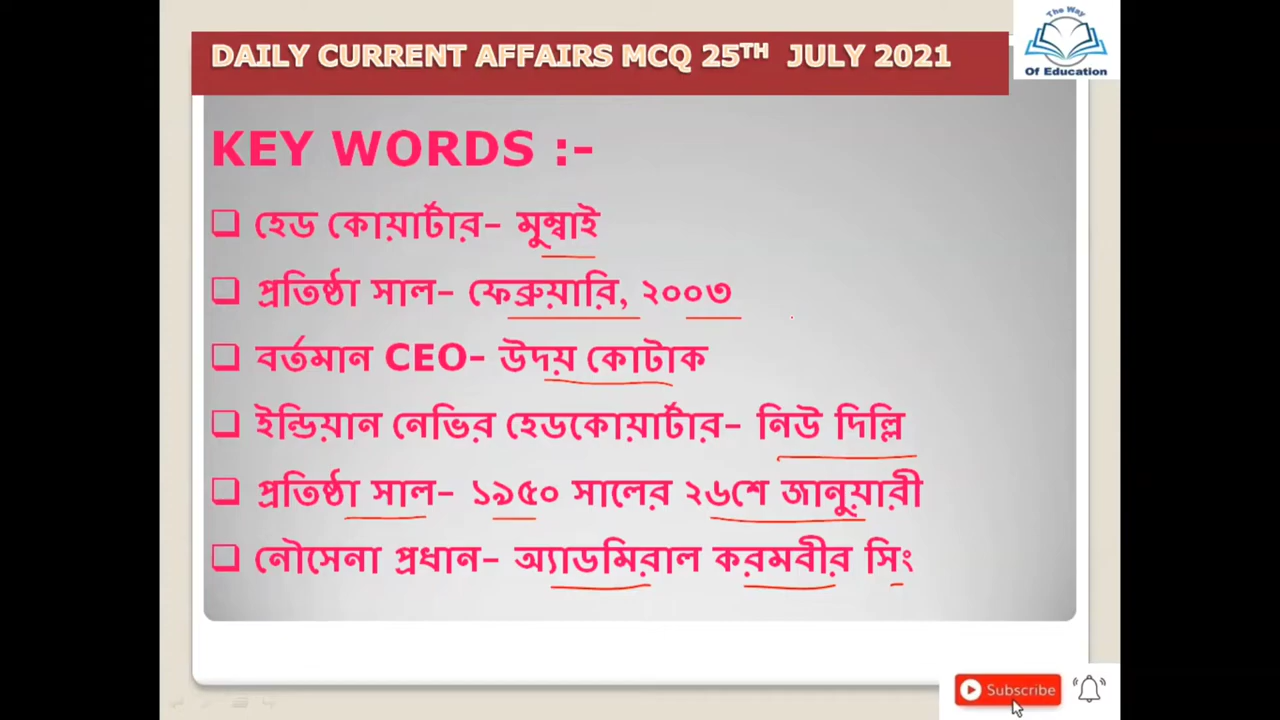 The Way
Of Education
DAILY CURRENT AFFAIRS MCQ 25TH JULY 2021
KEY WORDS :-
হেড কোয়ার্টার- মুম্বাই
প্রতিষ্ঠা সাল- ফেব্রুয়ারি, ২০০৩
বর্তমান CEO- উদয় কোটাক
ইন্ডিয়ান নেভির হেডকোয়ার্টার- নিউ দিল্লি
প্রতিষ্ঠা সাল- ১৯৫০ সালের ২৬শে জানুয়ারী
নৌসেনা প্রধান- অ্যাডমিরাল করমবীর সিং
Subscribe